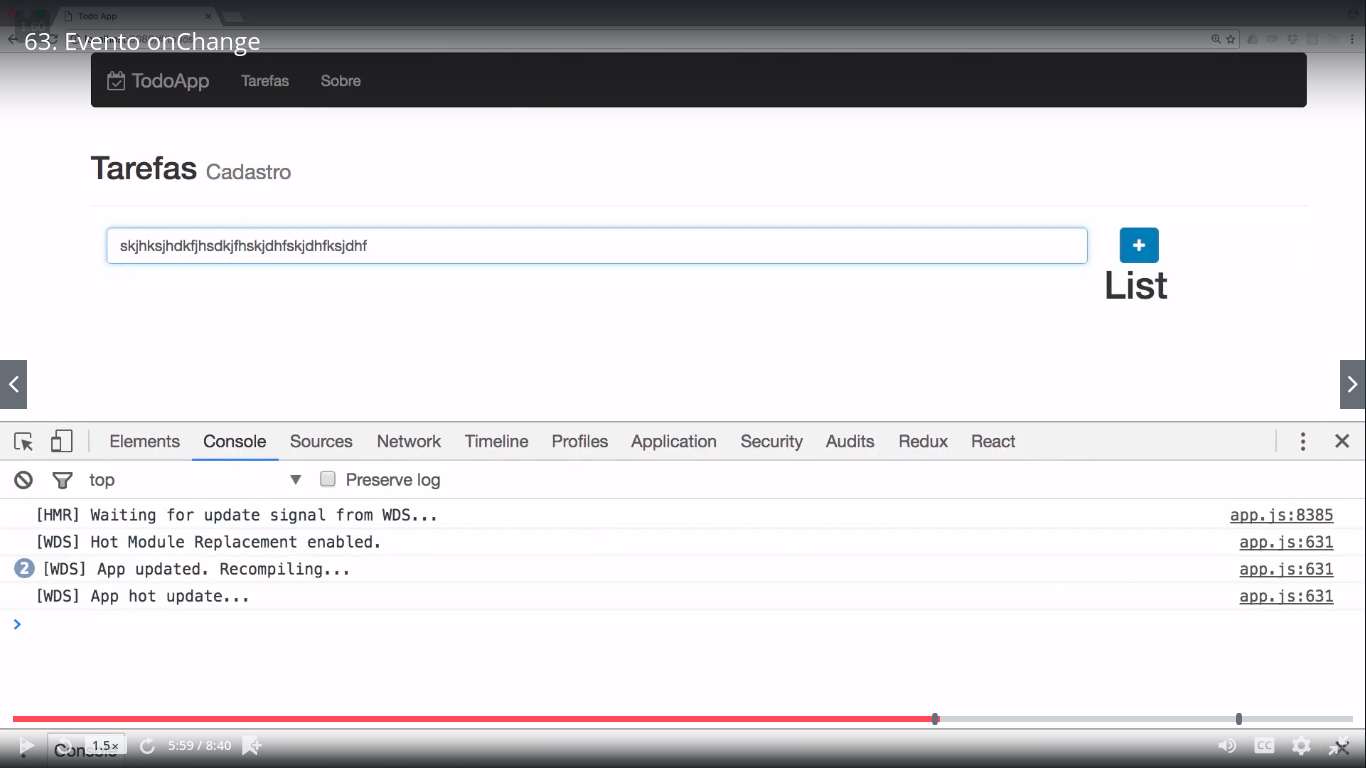 Todo App
63. Evento onChange
TodoApp Tarefas Sobre
Tarefas Cadastro
skjhksjhdkfjhsdkjfhskjdhfskjdhfksjdhf
List
Elements Console Sources Network Timeline Profiles Application Security Audits Redux React
top Preserve log
[HMR] Waiting for update signal from WDS... app.js:8385
[WDS] Hot Module Replacement enabled. app.js:631
2 [WDS] App updated. Recompiling... app.js:631
[WDS] App hot update... app.js:631
Console
1.5x 5:59 / 8:40 CC